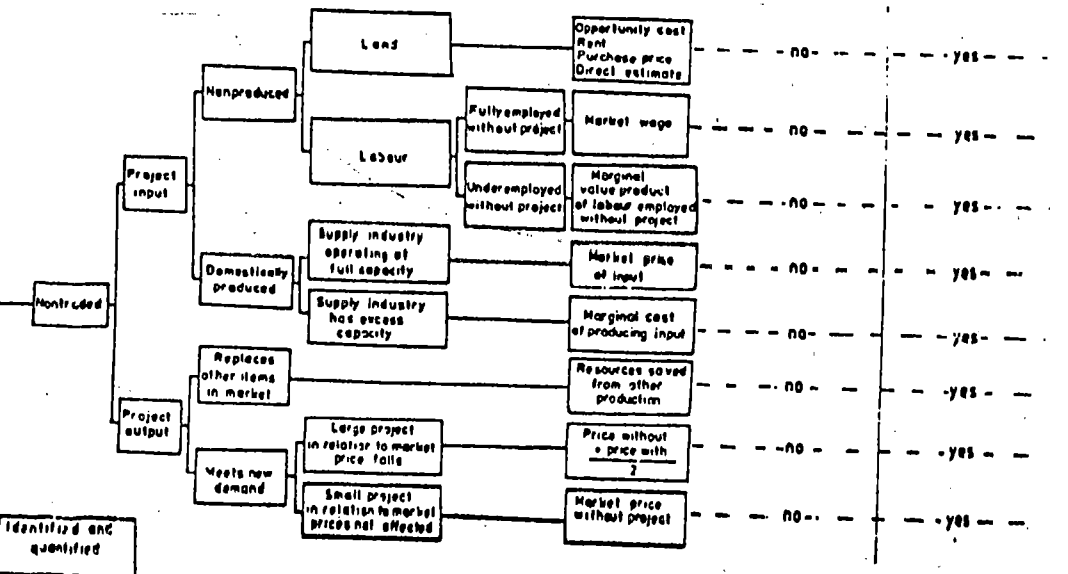 Land
Opportunity cost
Rent
Purchase price
Direct estimate
no
yes
Nonproduced
Fully employed
without project
Market wage
no
yes
Labour
Project
input
Underemployed
without project
Marginal
value product
of labour employed
without project
no
yes
Supply industry
operating at
full capacity
Market price
of input
no
yes
Domestically
produced
Nontraded
Supply industry
has excess
capacity
Marginal cost
of producing input
no
yes
Replaces
other items
in market
Resources saved
from other
production
no
yes
Project
output
Large project
in relation to market
price falls
Price without
+ price with
2
no
yes
Meets new
demand
Small project
in relation to market
prices not affected
Market price
without project
no
yes
Identified and
quantified